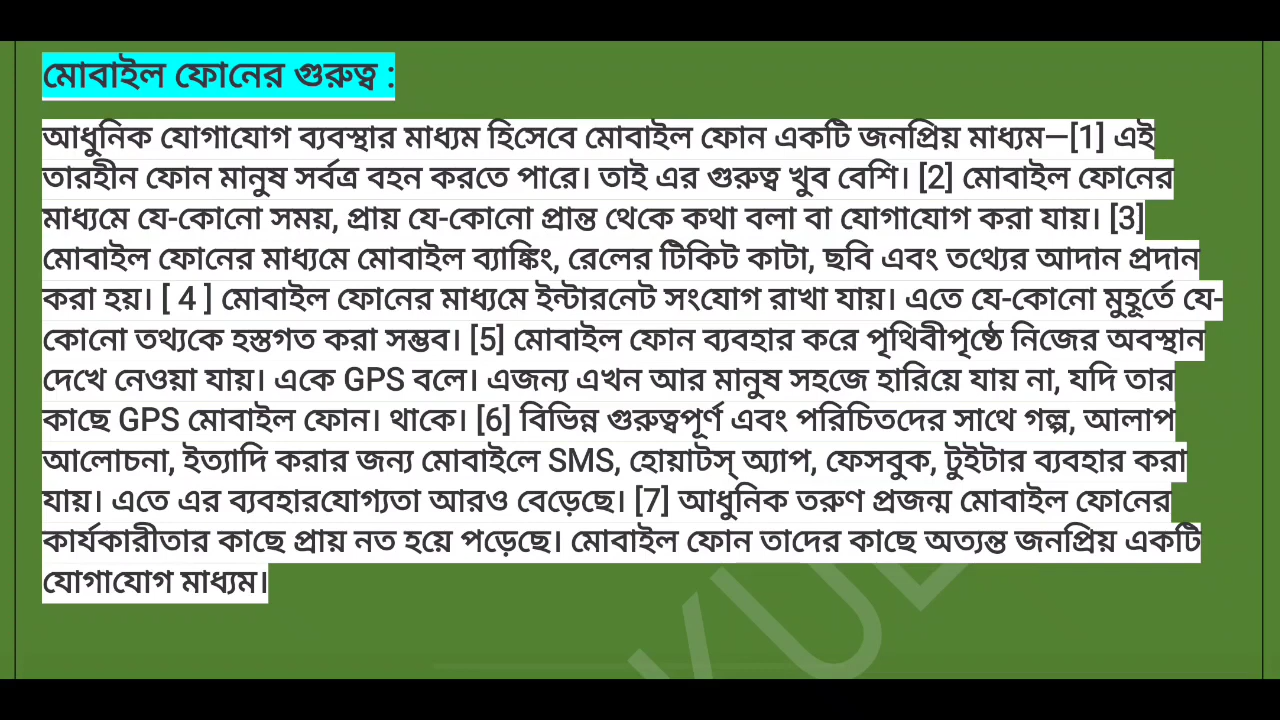 মোবাইল ফোনের গুরুত্ব :
আধুনিক যোগাযোগ ব্যবস্থার মাধ্যম হিসেবে মোবাইল ফোন একটি জনপ্রিয় মাধ্যম—[1] এই
তারহীন ফোন মানুষ সর্বত্র বহন করতে পারে। তাই এর গুরুত্ব খুব বেশি। [2] মোবাইল ফোনের
মাধ্যমে যে-কোনো সময়, প্রায় যে-কোনো প্রান্ত থেকে কথা বলা বা যোগাযোগ করা যায়। [3]
মোবাইল ফোনের মাধ্যমে মোবাইল ব্যাঙ্কিং, রেলের টিকিট কাটা, ছবি এবং তথ্যের আদান প্রদান
করা হয়। [ 4 ] মোবাইল ফোনের মাধ্যমে ইন্টারনেট সংযোগ রাখা যায়। এতে যে-কোনো মুহূর্তে যে-
কোনো তথ্যকে হস্তগত করা সম্ভব। [5] মোবাইল ফোন ব্যবহার করে পৃথিবীপৃষ্ঠে নিজের অবস্থান
দেখে নেওয়া যায়। একে GPS বলে। এজন্য এখন আর মানুষ সহজে হারিয়ে যায় না, যদি তার
কাছে GPS মোবাইল ফোন। থাকে। [6] বিভিন্ন গুরুত্বপূর্ণ এবং পরিচিতদের সাথে গল্প, আলাপ
আলোচনা, ইত্যাদি করার জন্য মোবাইলে SMS, হোয়াটস্ অ্যাপ, ফেসবুক, টুইটার ব্যবহার করা
যায়। এতে এর ব্যবহারযোগ্যতা আরও বেড়েছে। [7] আধুনিক তরুণ প্রজন্ম মোবাইল ফোনের
কার্যকারীতার কাছে প্রায় নত হয়ে পড়েছে। মোবাইল ফোন তাদের কাছে অত্যন্ত জনপ্রিয় একটি
যোগাযোগ মাধ্যম।